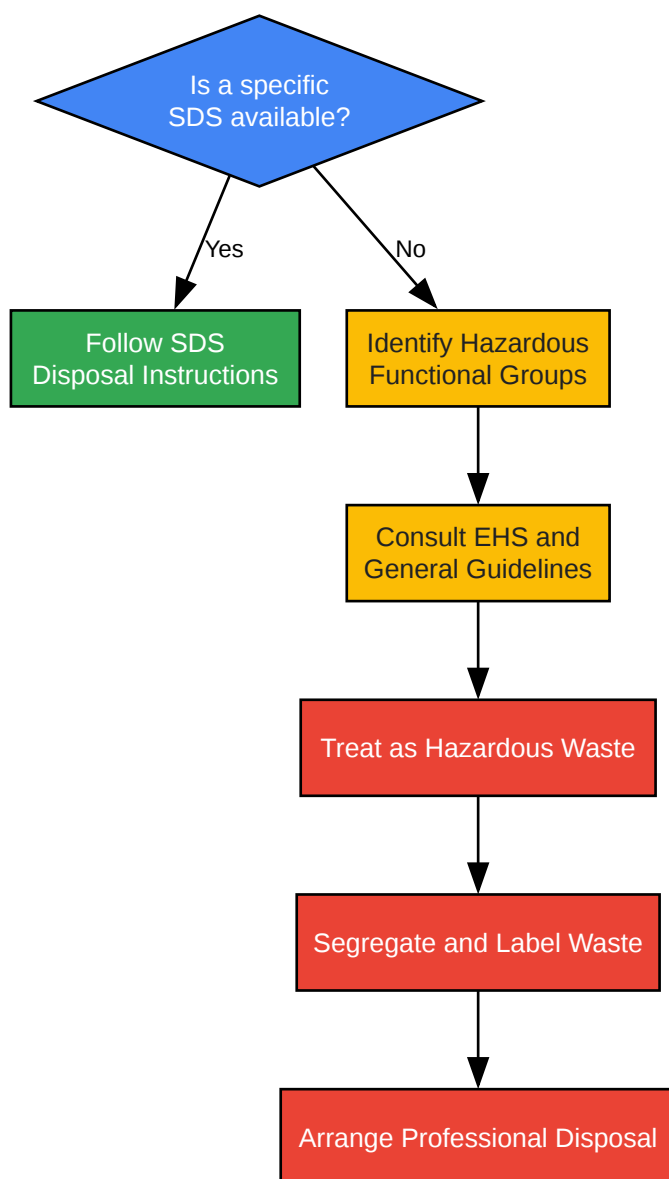 Is a specific
SDS available?
Yes
No
Follow SDS
Disposal Instructions
Identify Hazardous
Functional Groups
Consult EHS and
General Guidelines
Treat as Hazardous Waste
Segregate and Label Waste
Arrange Professional Disposal